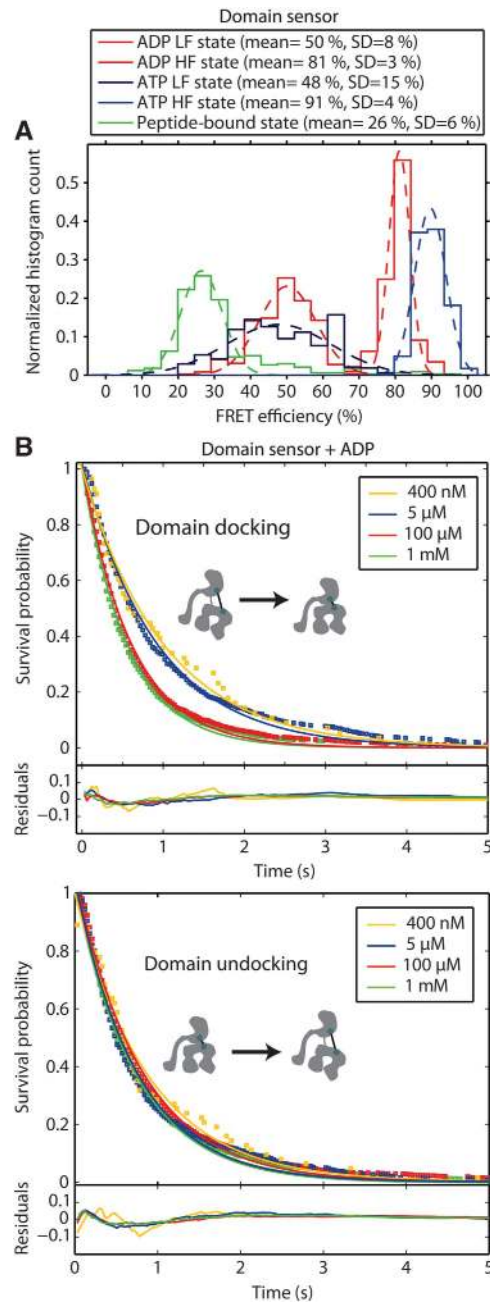 Domain sensor
ADP LF state (mean= 50 %, SD=8 %)
ADP HF state (mean= 81 %, SD=3 %)
ATP LF state (mean= 48 %, SD=15 %)
ATP HF state (mean= 91 %, SD=4 %)
Peptide-bound state (mean= 26 %, SD=6 %)
A
Normalized histogram count
0.5
0.4
0.3
0.2
0.1
0
0 10 20 30 40 50 60 70 80 90 100
FRET efficiency (%)
B
Domain sensor + ADP
Survival probability
1
0.8
0.6
0.4
0.2
0
Domain docking
400 nM
5 µM
100 µM
1 mM
Residuals
0.1
0
−0.1
0 1 2 3 4 5
Time (s)
Survival probability
1
0.8
0.6
0.4
0.2
0
Domain undocking
400 nM
5 µM
100 µM
1 mM
Residuals
0.1
0
−0.1
0 1 2 3 4 5
Time (s)